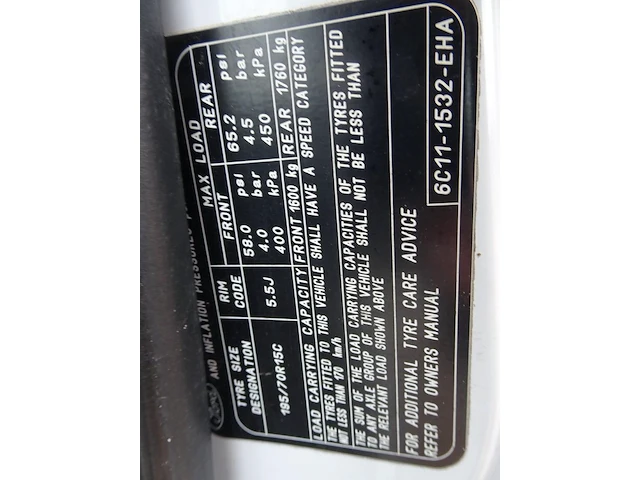 Ford AND INFLATION PRESSURES
MAX LOAD
TYRE SIZE RIM FRONT REAR
DESIGNATION CODE psi bar kPa psi bar kPa
195/70R15C 5.5J 58.0 4.0 400 65.2 4.5 450
LOAD CARRYING CAPACITY FRONT 1600 kg REAR 1760 kg
THE TYRES FITTED TO THIS VEHICLE SHALL HAVE A SPEED CATEGORY
NOT LESS THAN 170 km/h
THE SUM OF THE LOAD CARRYING CAPACITIES OF THE TYRES FITTED
TO ANY AXLE GROUP OF THIS VEHICLE SHALL NOT BE LESS THAN
THE RELEVANT LOAD SHOWN ABOVE
FOR ADDITIONAL TYRE CARE ADVICE
REFER TO OWNERS MANUAL
6C11-1532-EHA